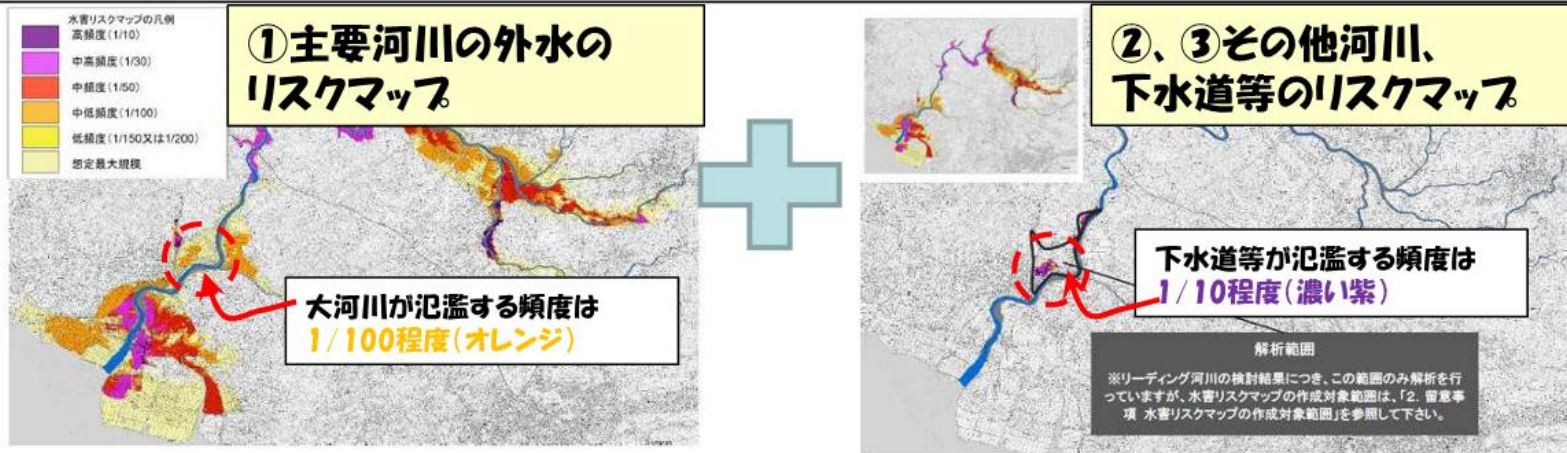 水害リスクマップの凡例
高頻度(1/10)
中高頻度(1/30)
中頻度(1/50)
中低頻度(1/100)
低頻度(1/150又は1/200)
想定最大規模
①主要河川の外水の
リスクマップ
大河川が氾濫する頻度は
1/100程度(オレンジ)
②、③その他河川、
下水道等のリスクマップ
下水道等が氾濫する頻度は
1/10程度(濃い紫)
解析範囲
※リーディング河川の検討結果につき、この範囲のみ解析を行
っていますが、水害リスクマップの作成対象範囲は、「2. 留意事
項 水害リスクマップの作成対象範囲」を参照して下さい。